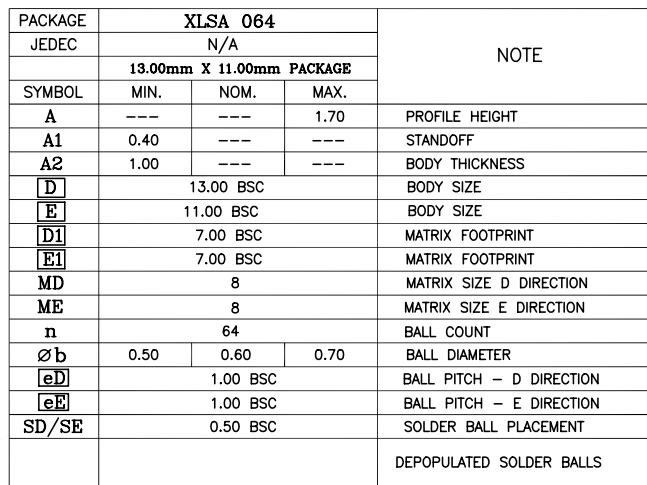 PACKAGE XLSA 064 NOTE
JEDEC N/A
13.00mm X 11.00mm PACKAGE
SYMBOL MIN. NOM. MAX.
A --- --- 1.70 PROFILE HEIGHT
A1 0.40 --- --- STANDOFF
A2 1.00 --- --- BODY THICKNESS
D 13.00 BSC BODY SIZE
E 11.00 BSC BODY SIZE
D1 7.00 BSC MATRIX FOOTPRINT
E1 7.00 BSC MATRIX FOOTPRINT
MD 8 MATRIX SIZE D DIRECTION
ME 8 MATRIX SIZE E DIRECTION
n 64 BALL COUNT
⌀b 0.50 0.60 0.70 BALL DIAMETER
eD 1.00 BSC BALL PITCH – D DIRECTION
eE 1.00 BSC BALL PITCH – E DIRECTION
SD/SE 0.50 BSC SOLDER BALL PLACEMENT
DEPOPULATED SOLDER BALLS